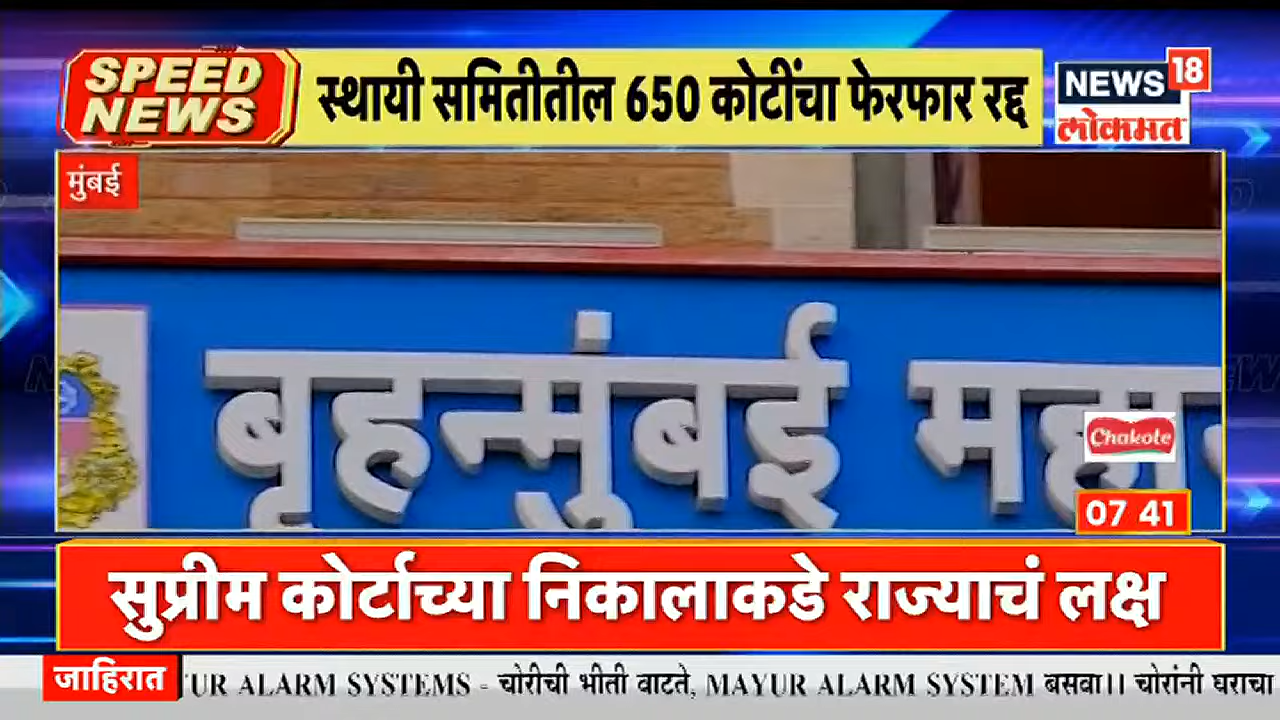 SPEED
NEWS
स्थायी समितीतील 650 कोटींचा फेरफार रद्द
NEWS 18
लोकमत
मुंबई
बृहन्मुंबई
Chakote
07 41
सुप्रीम कोर्टाच्या निकालाकडे राज्याचं लक्ष
जाहिरात
UR ALARM SYSTEMS - चोरीची भीती वाटते, MAYUR ALARM SYSTEM बसवा।। चोरांनी घराचा